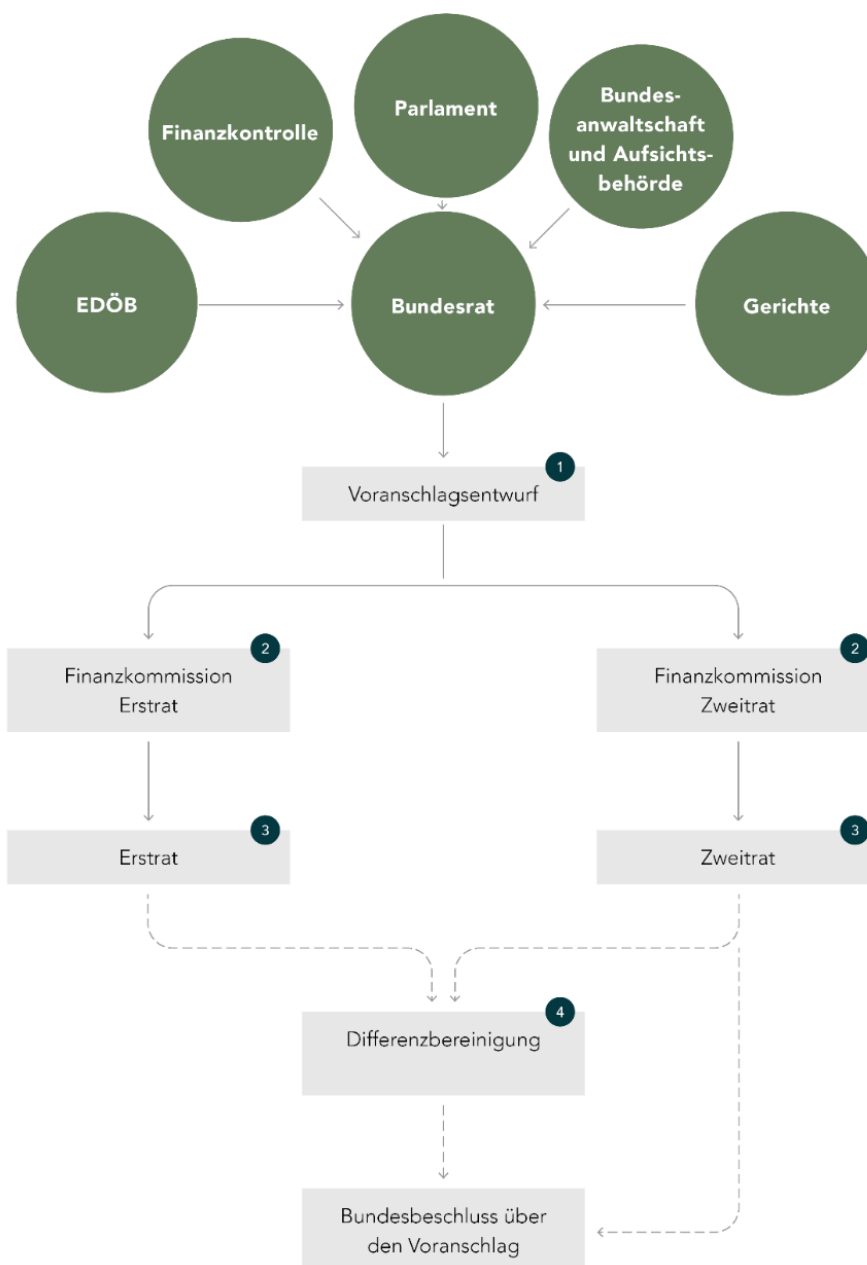 Finanzkontrolle
Parlament
Bundes-
anwaltschaft
und Aufsichts-
behörde
EDÖB
Bundesrat
Gerichte
1
Voranschlagsentwurf
2
Finanzkommission
Erstrat
2
Finanzkommission
Zweitrat
3
Erstrat
3
Zweitrat
4
Differenzbereinigung
Bundesbeschluss über
den Voranschlag